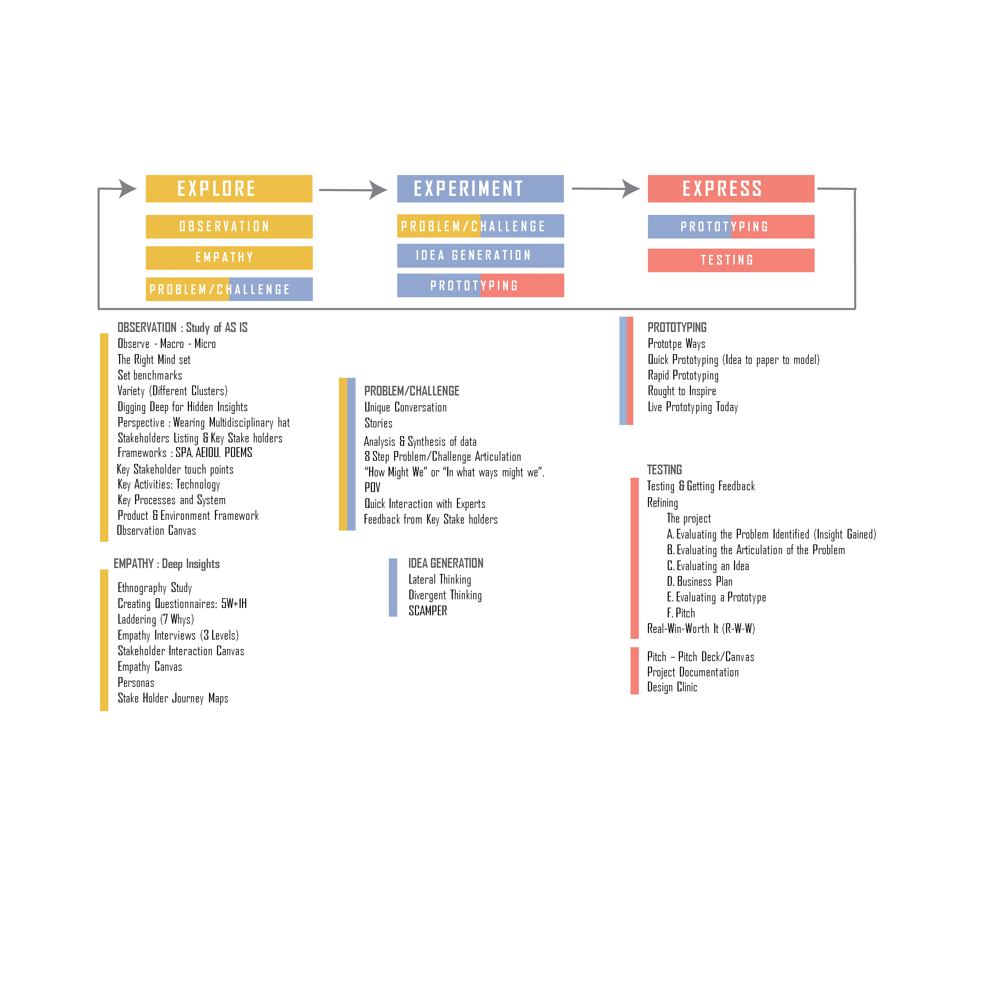 EXPLORE
OBSERVATION
EMPATHY
PROBLEM/CHALLENGE
EXPERIMENT
PROBLEM/CHALLENGE
IDEA GENERATION
PROTOTYPING
EXPRESS
PROTOTYPING
TESTING
OBSERVATION : Study of AS IS
Observe - Macro - Micro
The Right Mind set
Set benchmarks
Variety (Different Clusters)
Digging Deep for Hidden Insights
Perspective : Wearing Multidisciplinary hat
Stakeholders Listing & Key Stake holders
Frameworks : SPA, AEIOU, POEMS
Key Stakeholder touch points
Key Activities: Technology
Key Processes and System
Product & Environment Framework
Observation Canvas
EMPATHY : Deep Insights
Ethnography Study
Creating Questionnaires: 5W+1H
Laddering (7 Whys)
Empathy Interviews (3 Levels)
Stakeholder Interaction Canvas
Empathy Canvas
Personas
Stake Holder Journey Maps
PROBLEM/CHALLENGE
Unique Conversation
Stories
Analysis & Synthesis of data
8 Step Problem/Challenge Articulation
“How Might We” or “In what ways might we”.
POV
Quick Interaction with Experts
Feedback from Key Stake holders
IDEA GENERATION
Lateral Thinking
Divergent Thinking
SCAMPER
PROTOTYPING
Prototpe Ways
Quick Prototyping (Idea to paper to model)
Rapid Prototyping
Rought to Inspire
Live Prototyping Today
TESTING
Testing & Getting Feedback
Refining
The project
A. Evaluating the Problem Identified (Insight Gained)
B. Evaluating the Articulation of the Problem
C. Evaluating an Idea
D. Business Plan
E. Evaluating a Prototype
F. Pitch
Real-Win-Worth It (R-W-W)
Pitch – Pitch Deck/Canvas
Project Documentation
Design Clinic